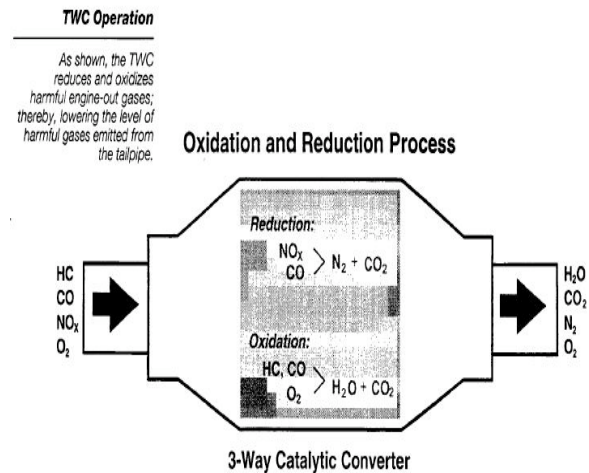 TWC Operation
As shown, the TWC
reduces and oxidizes
harmful engine-out gases;
thereby, lowering the level of
harmful gases emitted from
the tailpipe.
Oxidation and Reduction Process
HC
CO
NOₓ
O₂
Reduction:
NOₓ
CO
> N₂ + CO₂
Oxidation:
HC, CO
O₂
> H₂O + CO₂
H₂O
CO₂
N₂
O₂
3-Way Catalytic Converter